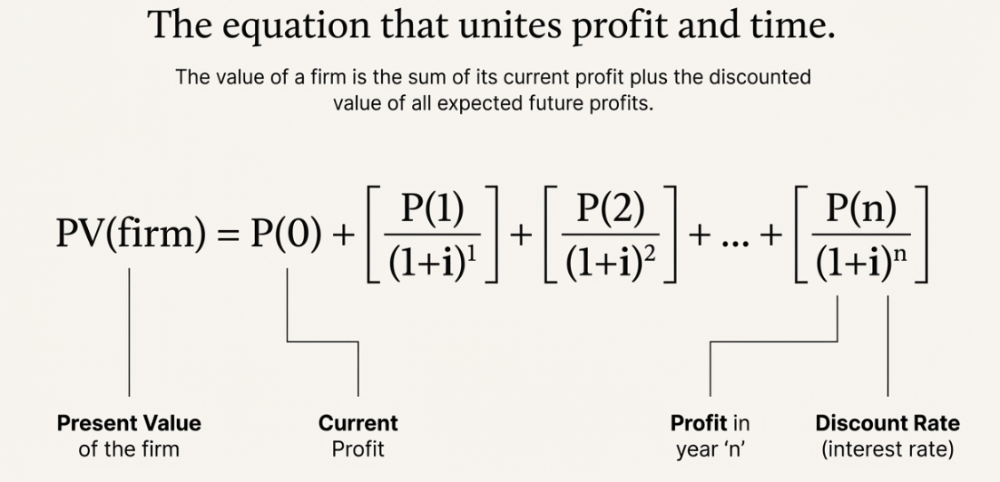 The equation that unites profit and time.
The value of a firm is the sum of its current profit plus the discounted
value of all expected future profits.
PV(firm) = P(0) + [P(1)/(1+i)¹] + [P(2)/(1+i)²] + ... + [P(n)/(1+i)ⁿ]
Present Value
of the firm
Current
Profit
Profit in
year ‘n’
Discount Rate
(interest rate)